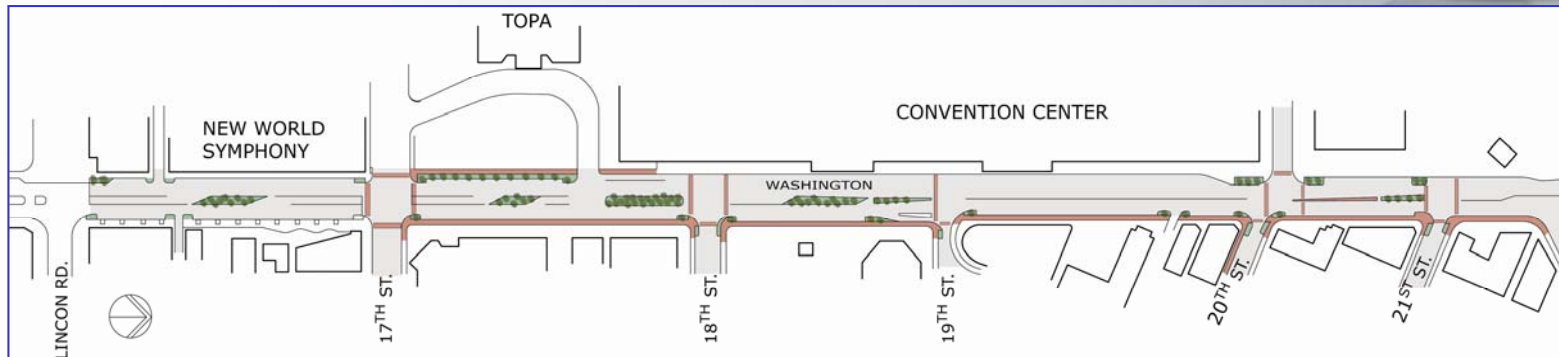 TOPA
NEW WORLD
SYMPHONY
CONVENTION CENTER
WASHINGTON
LINCON RD.
17TH ST.
18TH ST.
19TH ST.
20TH ST.
21ST ST.